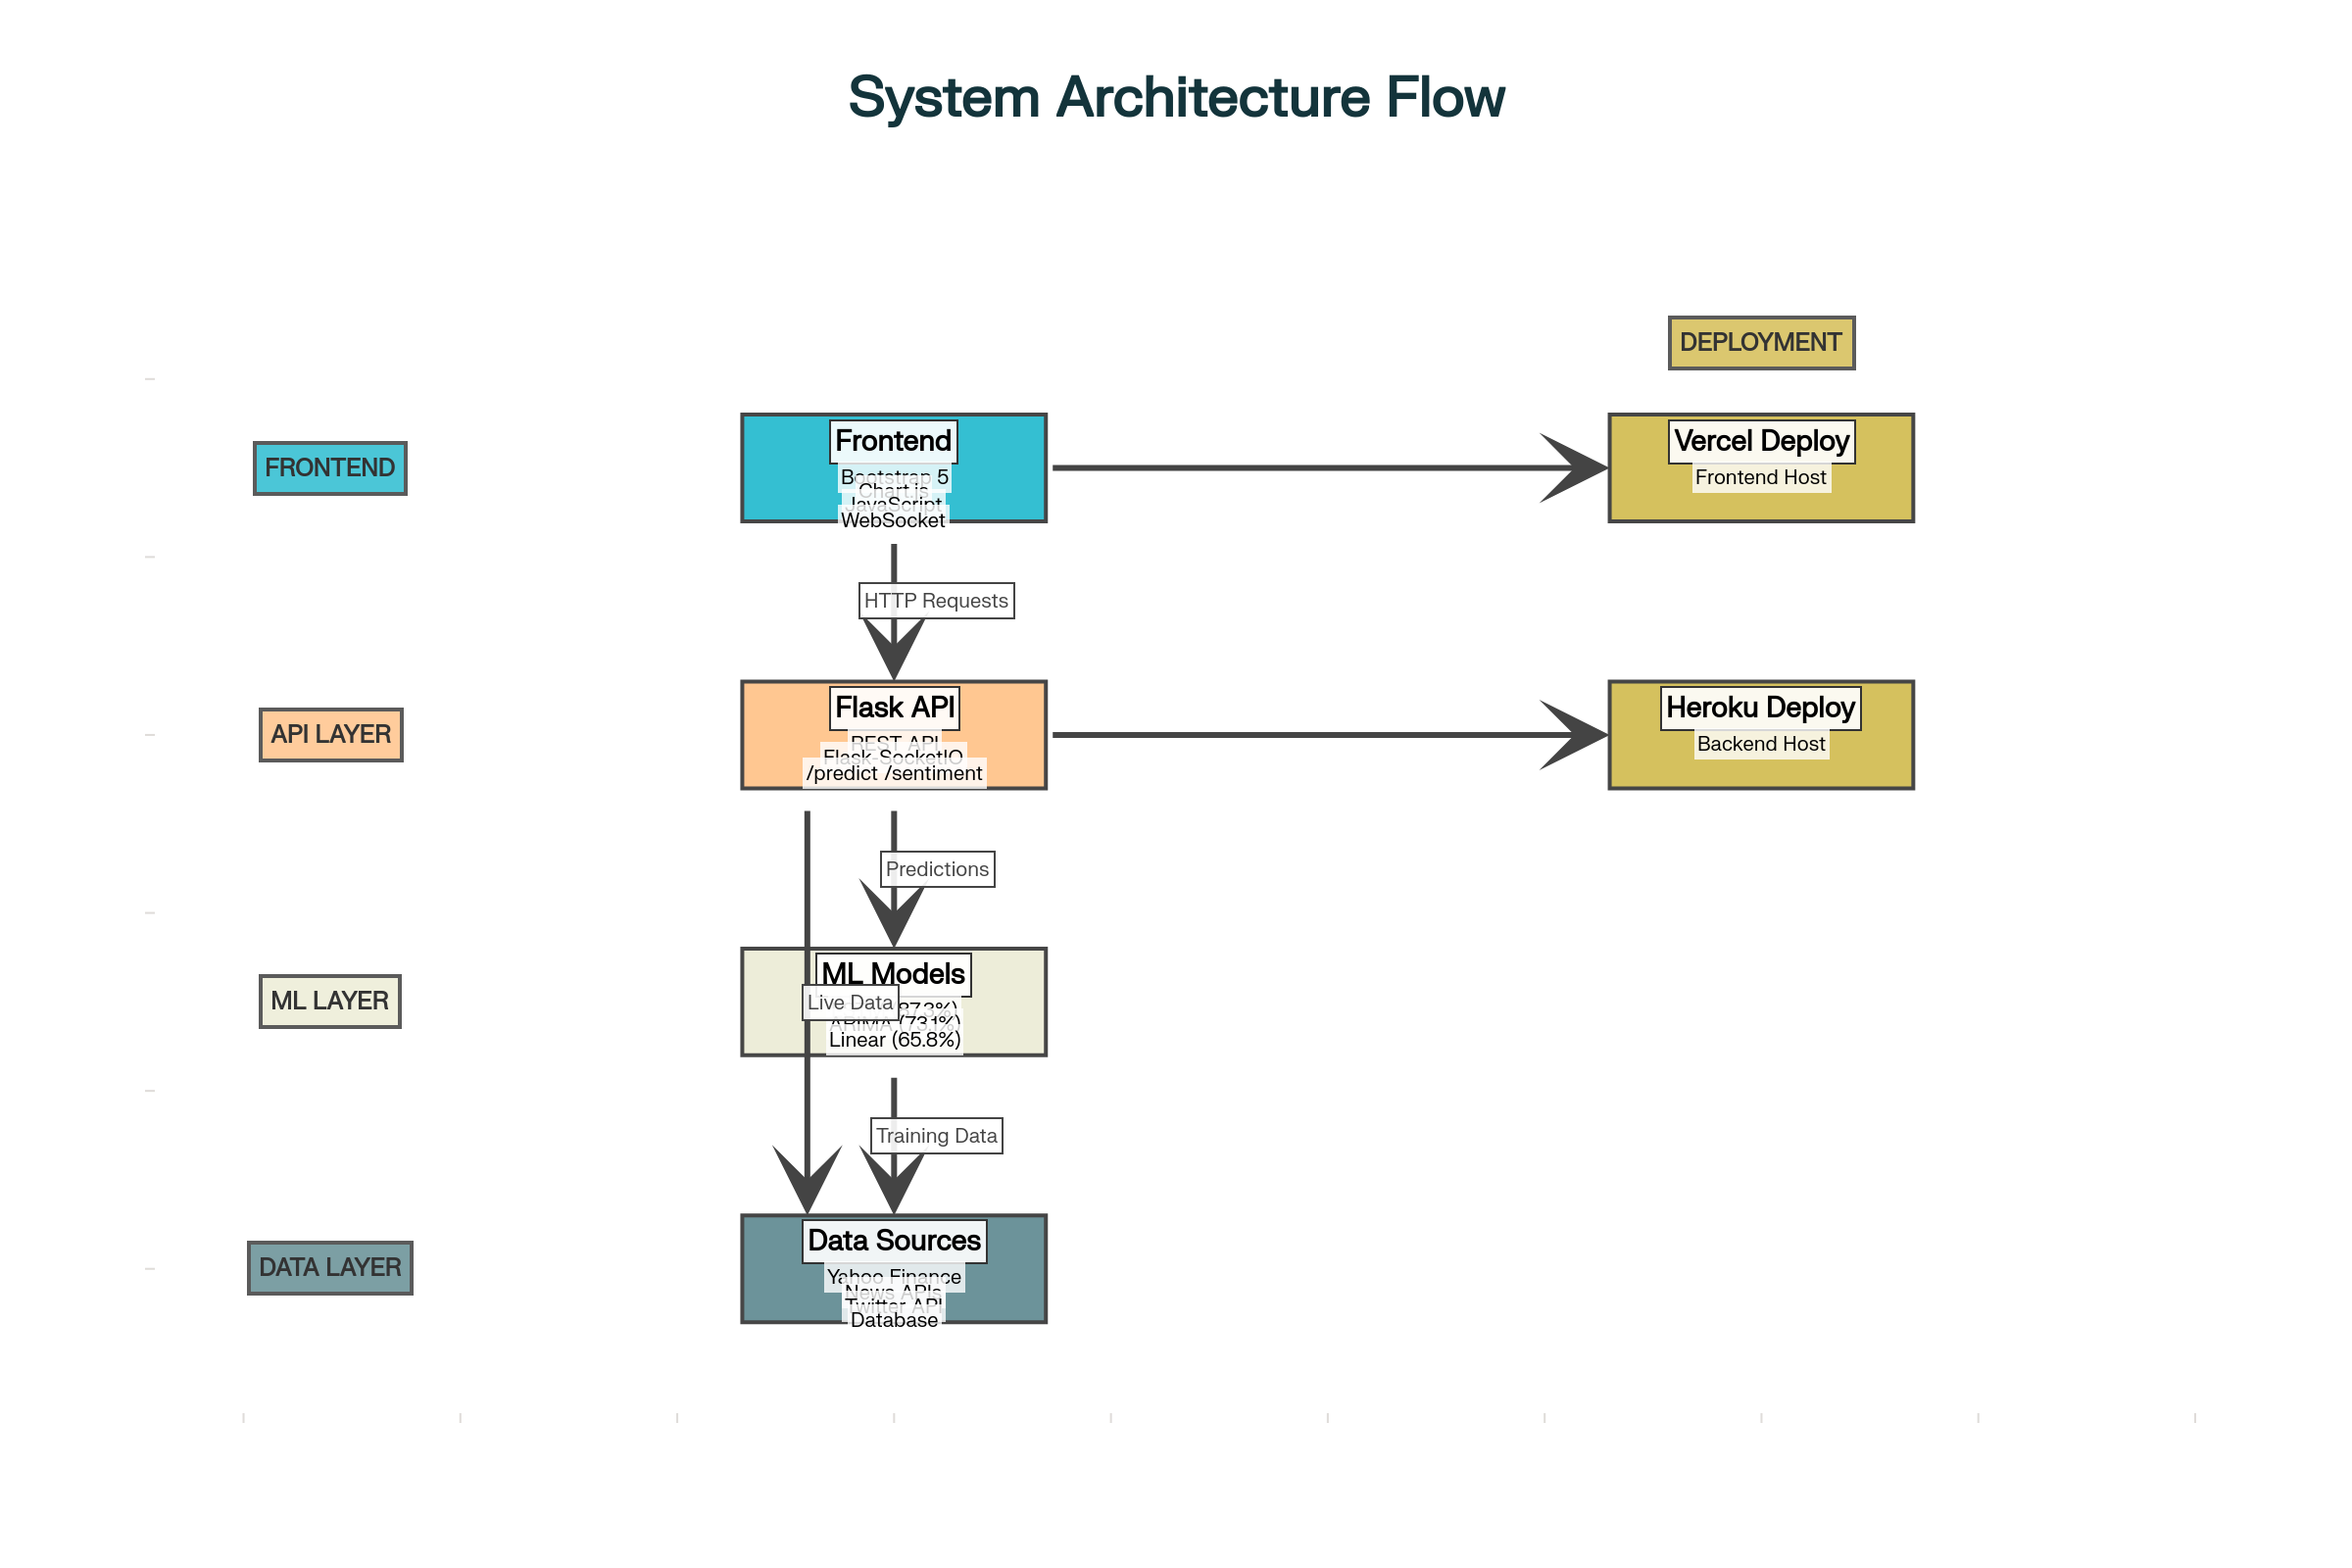 System Architecture Flow
DEPLOYMENT
FRONTEND
Frontend
Bootstrap 5
Chart.js
JavaScript
WebSocket
Vercel Deploy
Frontend Host
HTTP Requests
API LAYER
Flask API
REST API
Flask-SocketIO
/predict /sentiment
Heroku Deploy
Backend Host
Predictions
ML LAYER
ML Models
Live Data
87.3%)
ARIMA (73.1%)
Linear (65.8%)
Training Data
DATA LAYER
Data Sources
Yahoo Finance
News APIs
Twitter API
Database